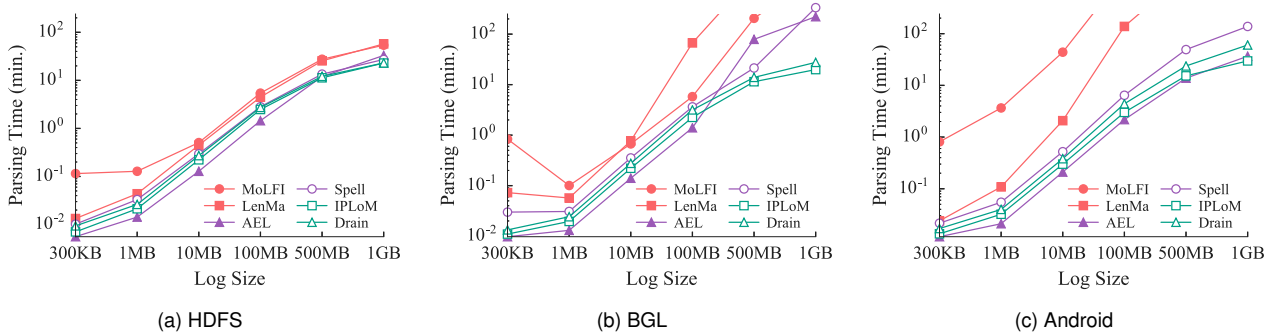 Parsing Time (min.)
10^2
10^1
10^0
10^-1
10^-2
300KB 1MB 10MB 100MB 500MB 1GB
Log Size
MoLFI
LenMa
AEL
Spell
IPLoM
Drain
(a) HDFS
Parsing Time (min.)
10^2
10^1
10^0
10^-1
10^-2
300KB 1MB 10MB 100MB 500MB 1GB
Log Size
MoLFI
LenMa
AEL
Spell
IPLoM
Drain
(b) BGL
Parsing Time (min.)
10^2
10^1
10^0
10^-1
300KB 1MB 10MB 100MB 500MB 1GB
Log Size
MoLFI
LenMa
AEL
Spell
IPLoM
Drain
(c) Android